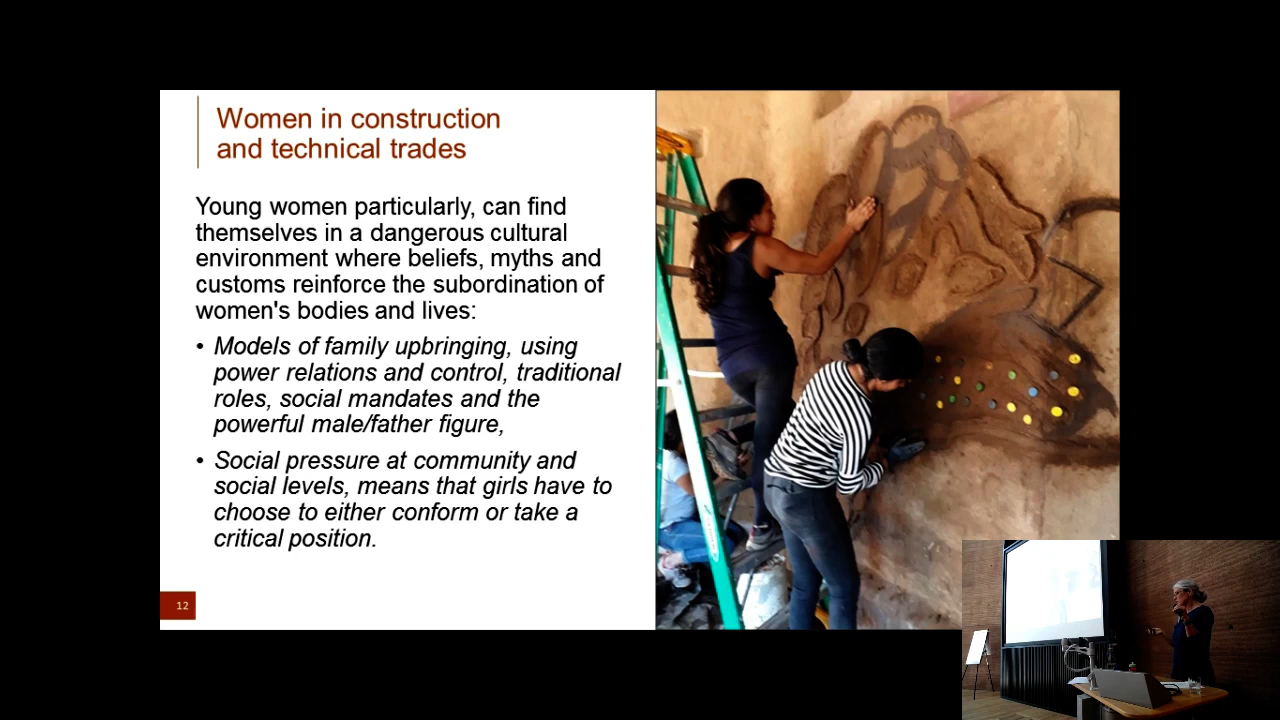 Women in construction
and technical trades
Young women particularly, can find
themselves in a dangerous cultural
environment where beliefs, myths and
customs reinforce the subordination of
women's bodies and lives:
• Models of family upbringing, using
power relations and control, traditional
roles, social mandates and the
powerful male/father figure,
• Social pressure at community and
social levels, means that girls have to
choose to either conform or take a
critical position.
12